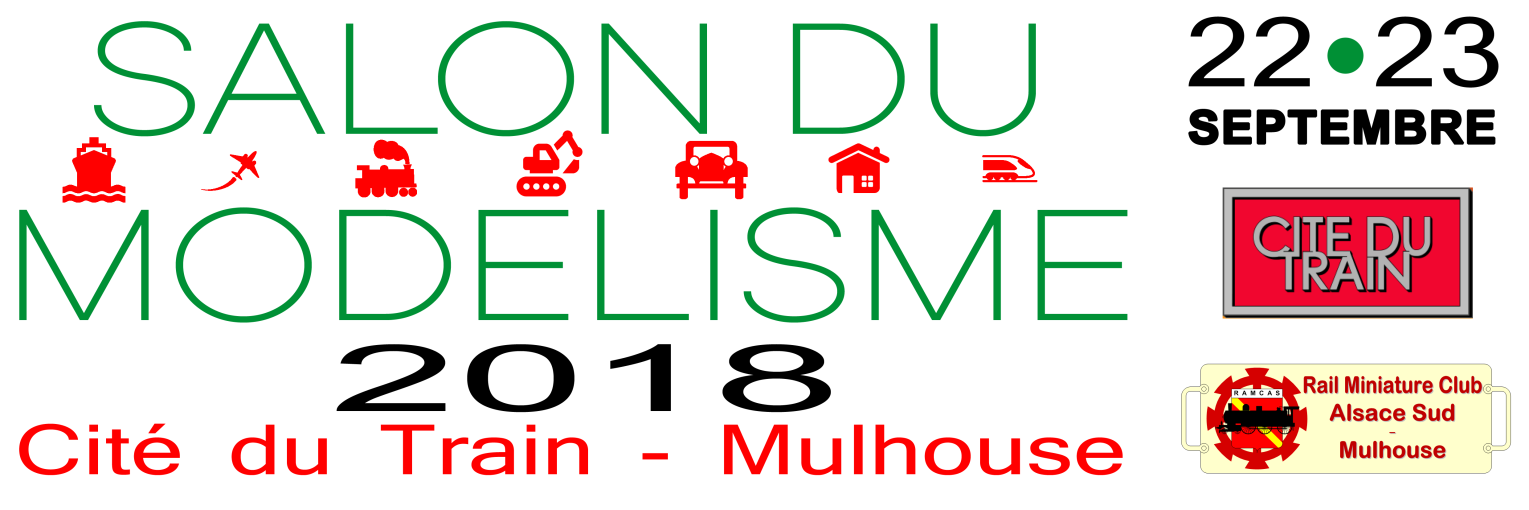 SALON DU
MODELISME
2018
Cité du Train - Mulhouse
22•23
SEPTEMBRE
CITE DU
TRAIN
RAMCAS
Rail Miniature Club
Alsace Sud
-
Mulhouse